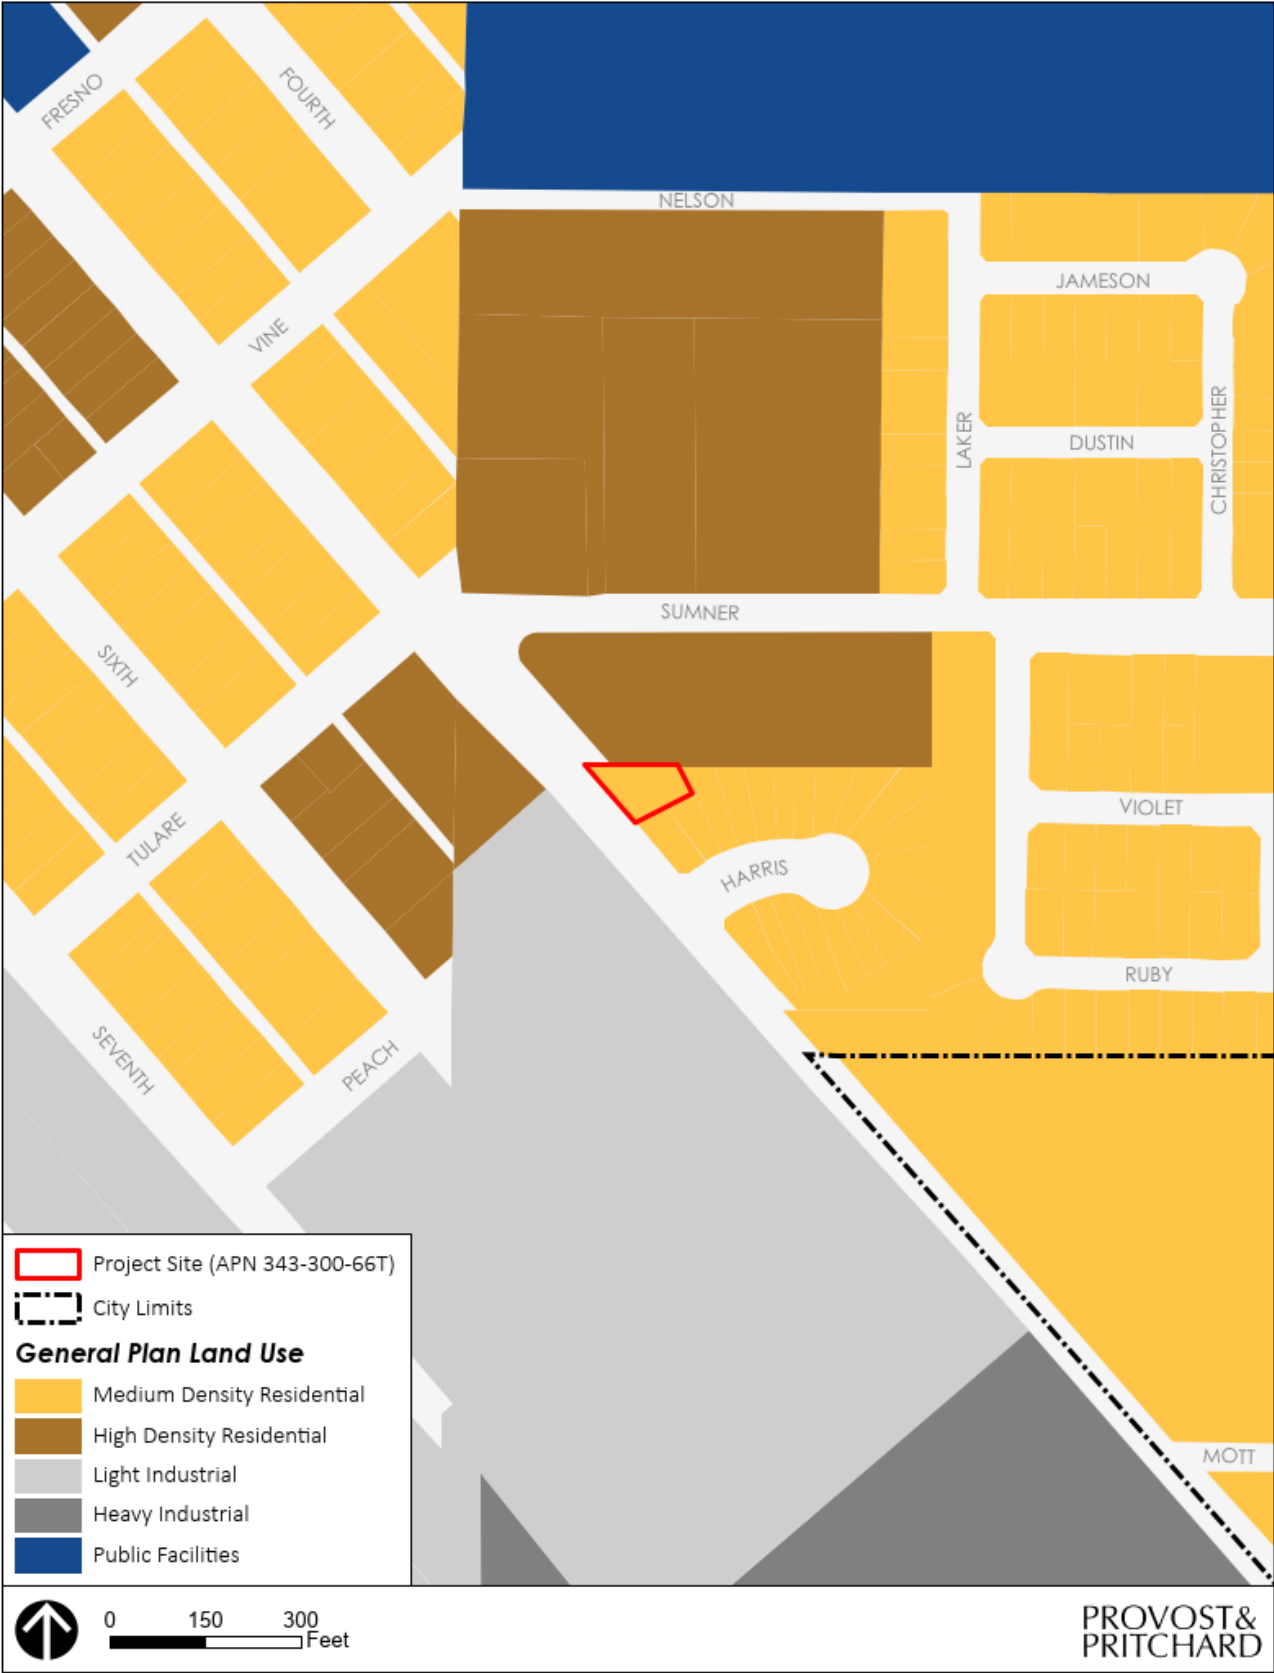 FRESNO
FOURTH
NELSON
JAMESON
VINE
LAKER
CHRISTOPHER
DUSTIN
SUMNER
SIXTH
TULARE
VIOLET
HARRIS
RUBY
SEVENTH
PEACH
MOTT
Project Site (APN 343-300-66T)
City Limits
General Plan Land Use
Medium Density Residential
High Density Residential
Light Industrial
Heavy Industrial
Public Facilities
0 150 300
Feet
PROVOST&
PRITCHARD